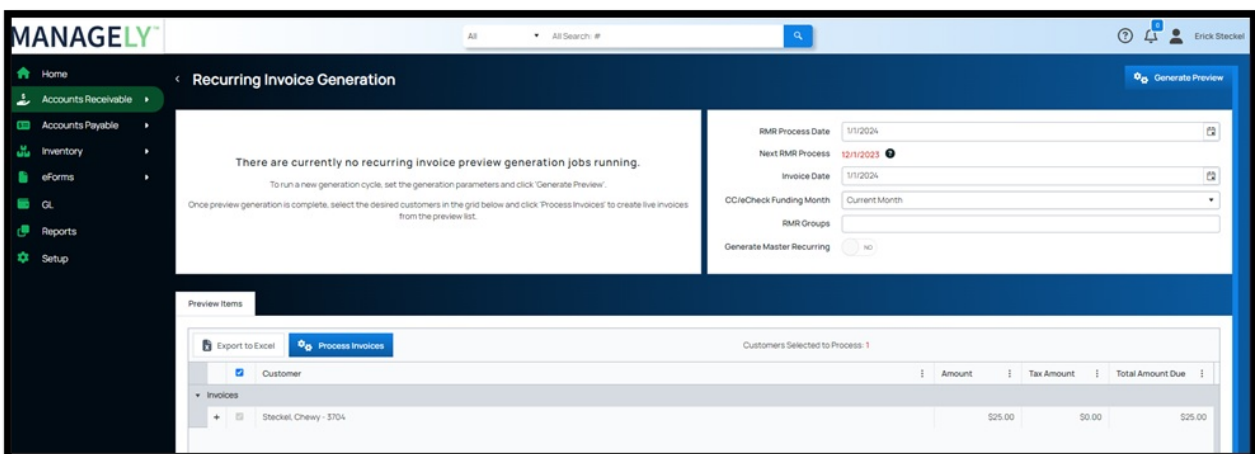 MANAGELY™
All
All Search: #
0
Erick Steckel
Home
Accounts Receivable
Accounts Payable
Inventory
eForms
GL
Reports
Setup
Recurring Invoice Generation
Generate Preview
There are currently no recurring invoice preview generation jobs running.
To run a new generation cycle, set the generation parameters and click 'Generate Preview'.
Once preview generation is complete, select the desired customers in the grid below and click 'Process Invoices' to create live invoices
from the preview list.
RMR Process Date 1/1/2024
Next RMR Process 12/1/2023
Invoice Date 1/1/2024
CC/eCheck Funding Month Current Month
RMR Groups
Generate Master Recurring NO
Preview Items
Export to Excel
Process Invoices
Customers Selected to Process: 1
Customer Amount Tax Amount Total Amount Due
Invoices
Steckel, Chewy - 3704 $25.00 $0.00 $25.00